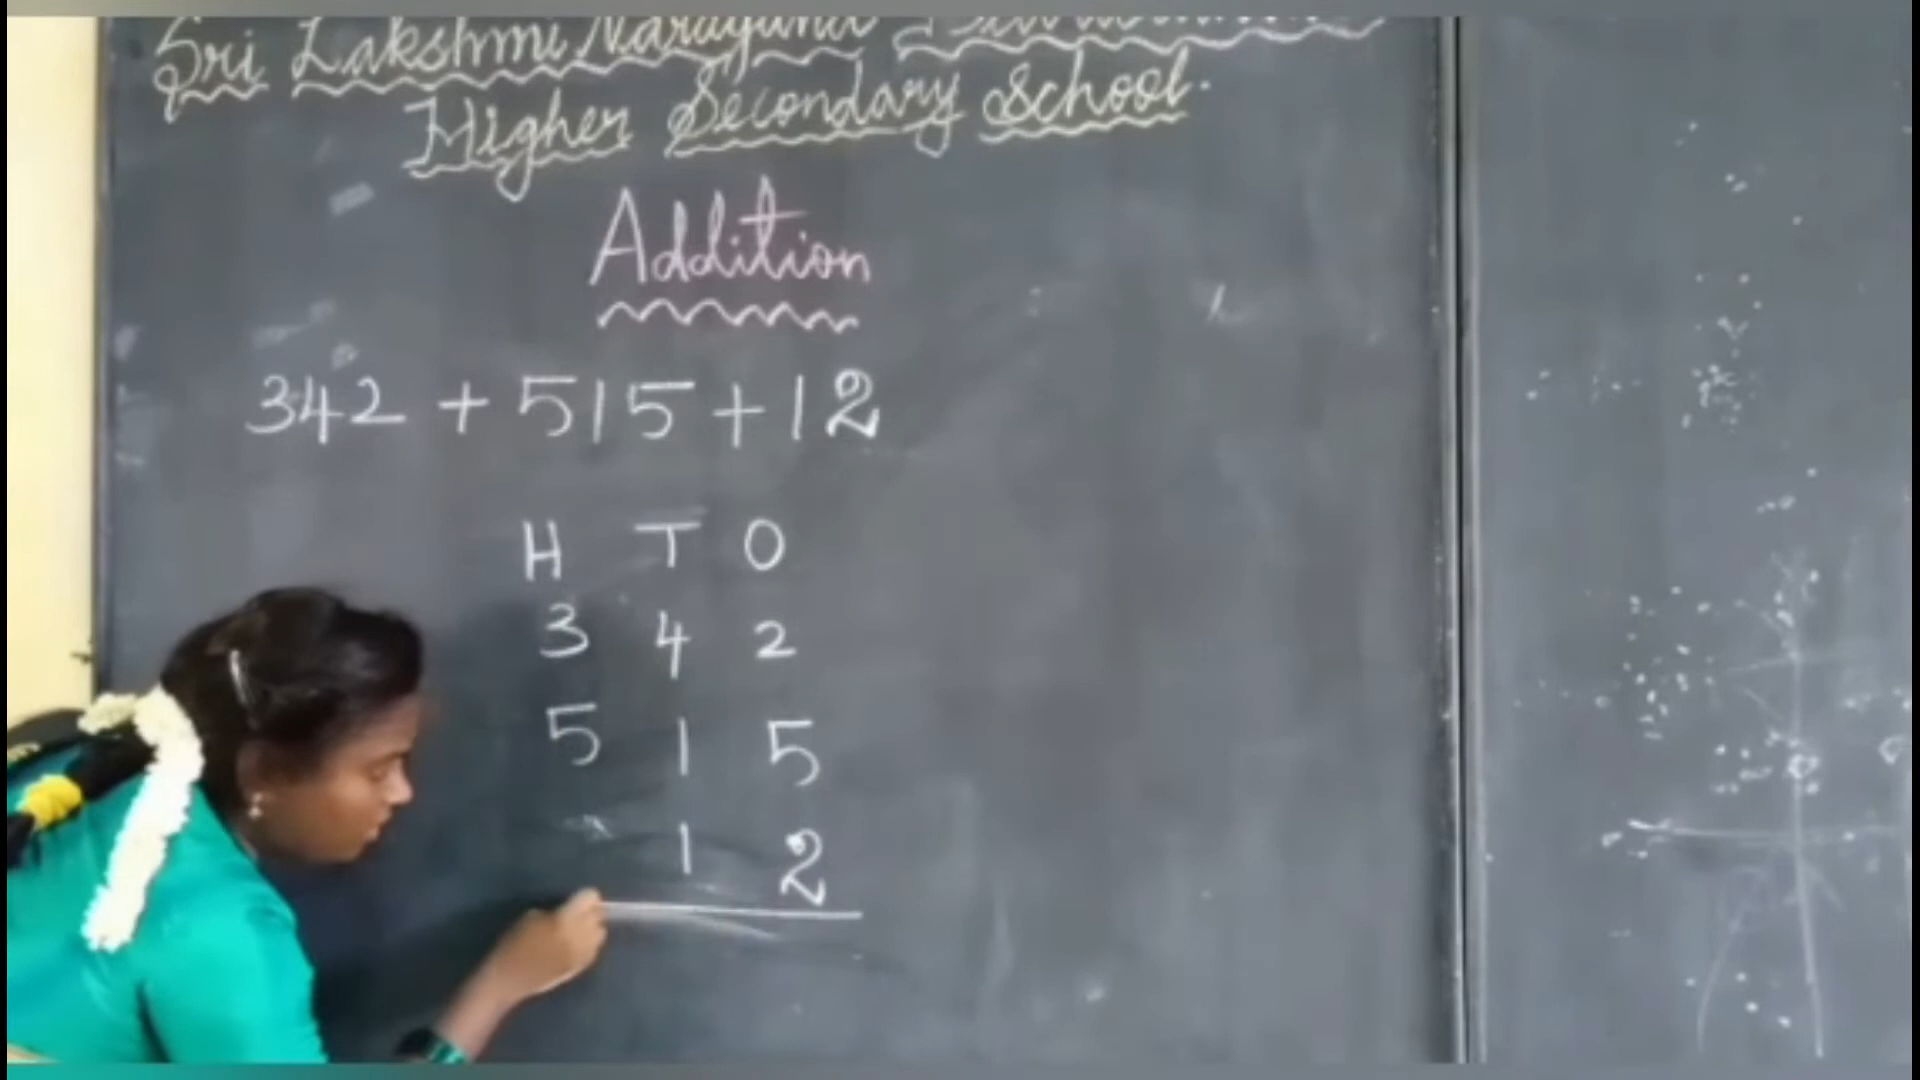 Sri Lakshmi Narayana
Higher Secondary School.
Addition
342 + 515 + 12
H T O
3 4 2
5 1 5
1 2